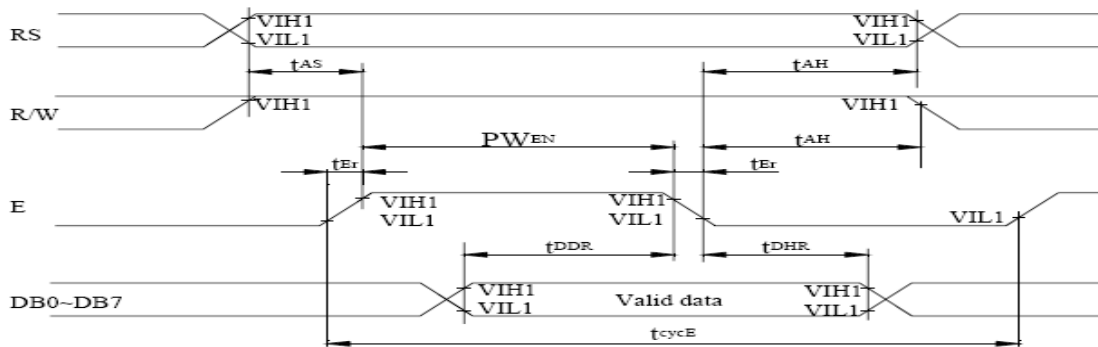 RS
VIH1
VIL1
VIH1
VIL1
tAS
tAH
R/W
VIH1
VIH1
PWEN
tAH
tEr
tEr
E
VIH1
VIL1
VIH1
VIL1
VIL1
tDDR
tDHR
DB0~DB7
VIH1
VIL1
Valid data
VIH1
VIL1
tcycE